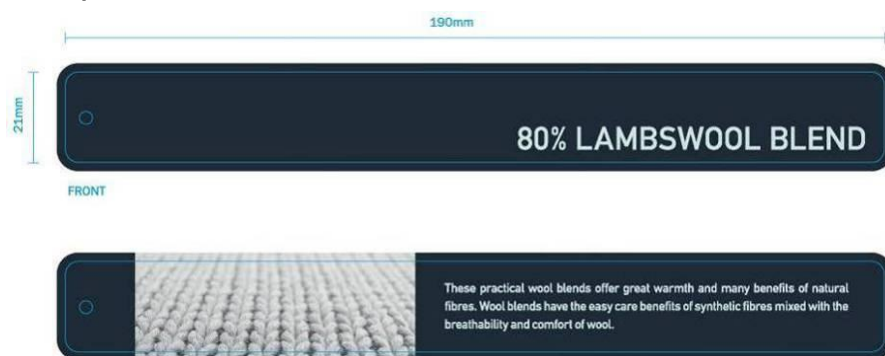 190mm
21mm
80% LAMBSWOOL BLEND
FRONT
These practical wool blends offer great warmth and many benefits of natural
fibres. Wool blends have the easy care benefits of synthetic fibres mixed with the
breathability and comfort of wool.